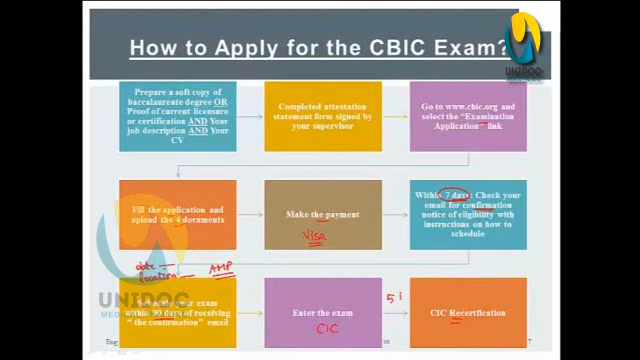 How to Apply for the CBIC Exam?
UNIDOC
Prepare a soft copy of
baccalaureate degree OR
Proof of current licensure
or certification AND Your
job description AND Your
CV
Completed attestation
statement form signed by
your supervisor
Go to www.cbic.org and
select the "Examination
Application" link
Fill the application and
upload the 4 documents
Make the payment
Visa
Within 7 days: Check your
email for confirmation
notice of eligibility with
instructions on how to
schedule
date
location
AMP
UNIDOC
Schedule your exam
within 90 days of receiving
"the confirmation" email
Enter the exam
CIC
5
CIC Recertification
Eng
7